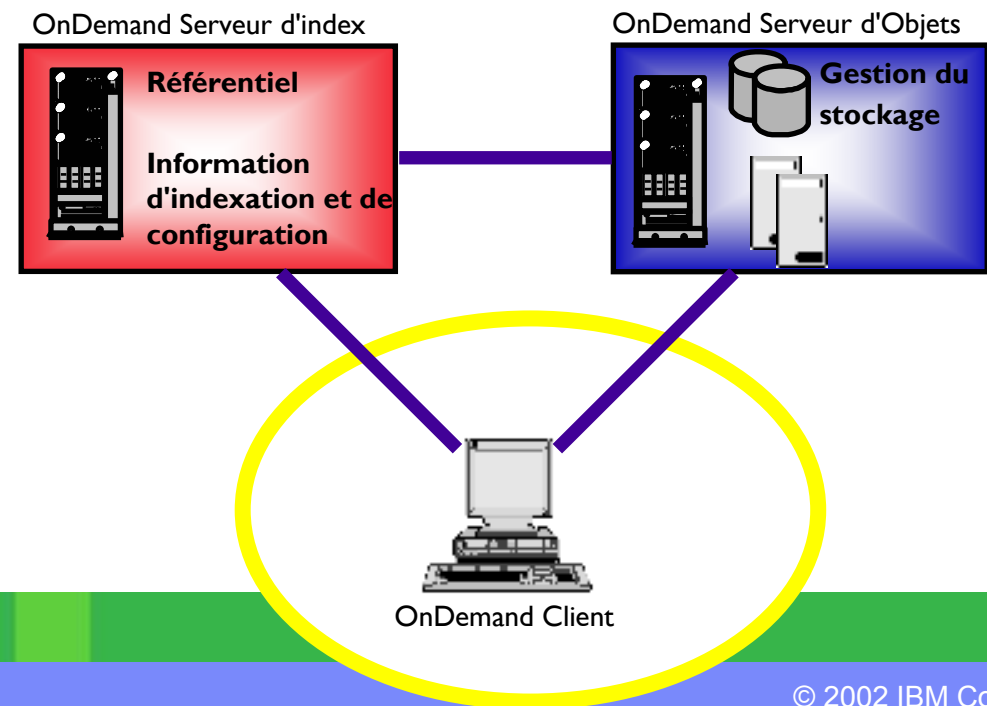 OnDemand Serveur d'index
OnDemand Serveur d'Objets
Référentiel
Information
d'indexation et de
configuration
Gestion du
stockage
OnDemand Client
© 2002 IBM Co